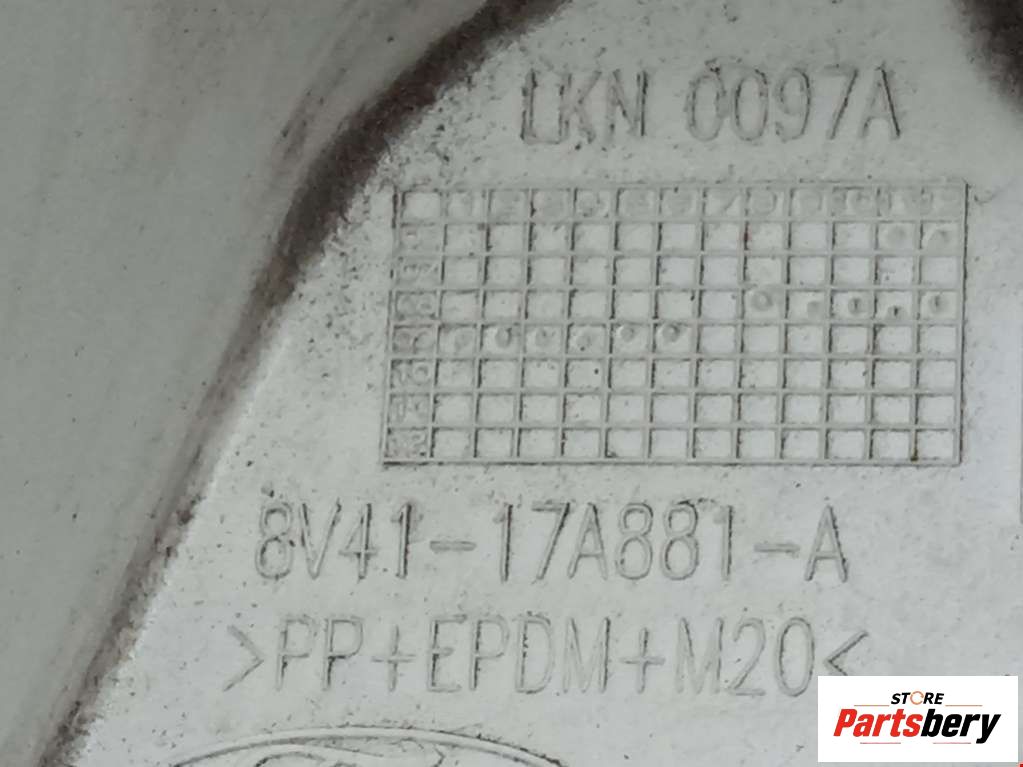 LKN 0097A
8V41-17A881-A
>PP+EPDM+M20<
STORE
Partsbery